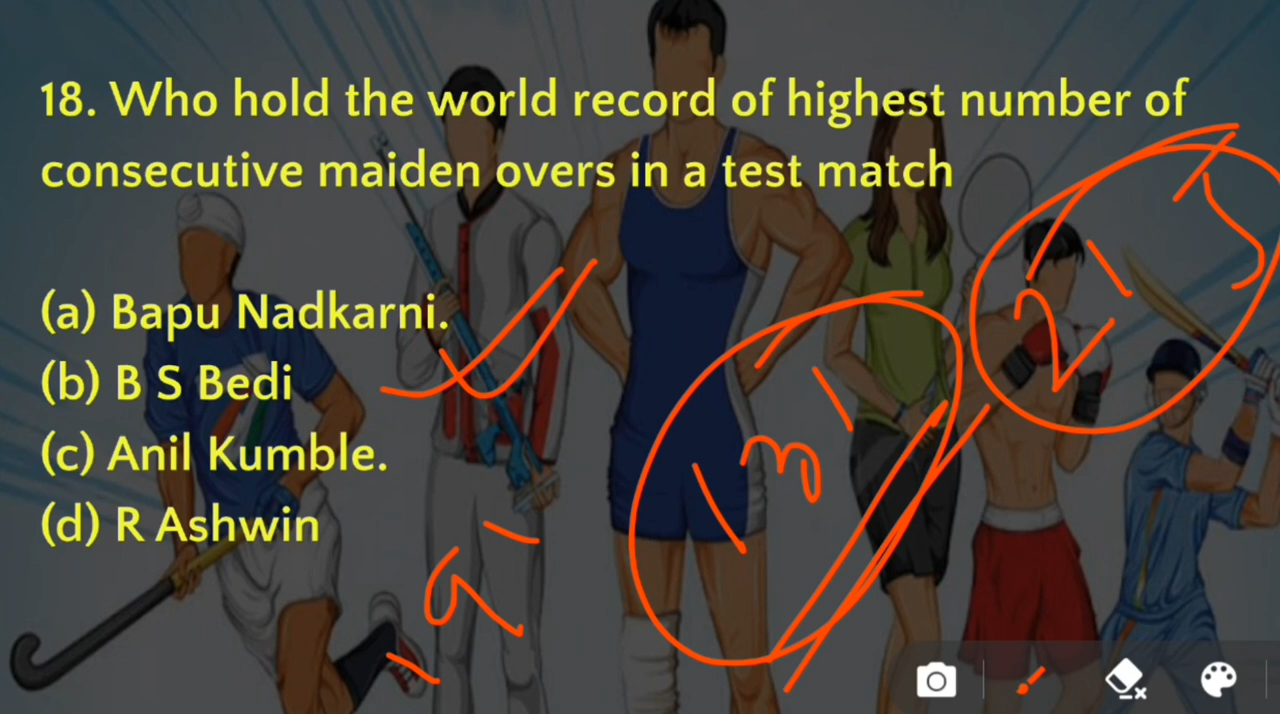 18. Who hold the world record of highest number of
consecutive maiden overs in a test match
(a) Bapu Nadkarni.
(b) B S Bedi
(c) Anil Kumble.
(d) R Ashwin